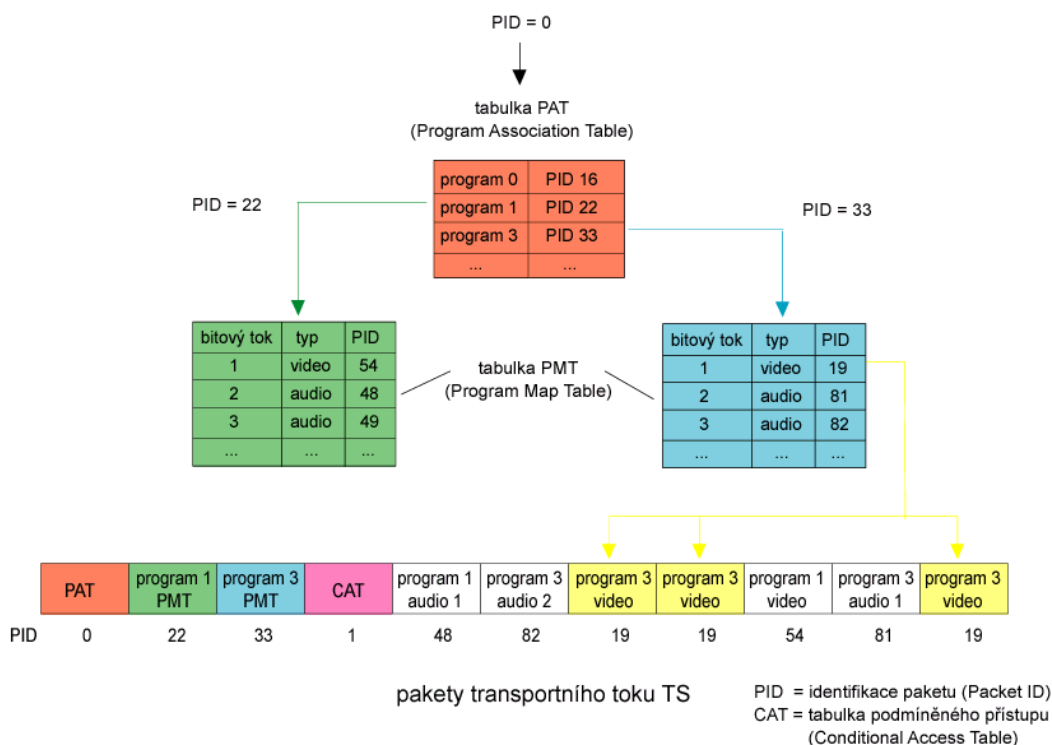 PID = 0
tabulka PAT
(Program Association Table)
program 0 PID 16
program 1 PID 22
program 3 PID 33
... ...
PID = 22
PID = 33
bitový tok typ PID
1 video 54
2 audio 48
3 audio 49
... ... ...
tabulka PMT
(Program Map Table)
bitový tok typ PID
1 video 19
2 audio 81
3 audio 82
... ... ...
PAT program 1 PMT program 3 PMT CAT program 1 audio 1 program 3 audio 2 program 3 video program 3 video program 1 video program 3 audio 1 program 3 video
PID 0 22 33 1 48 82 19 19 54 81 19
pakety transportního toku TS
PID = identifikace paketu (Packet ID)
CAT = tabulka podmíněného přístupu
(Conditional Access Table)